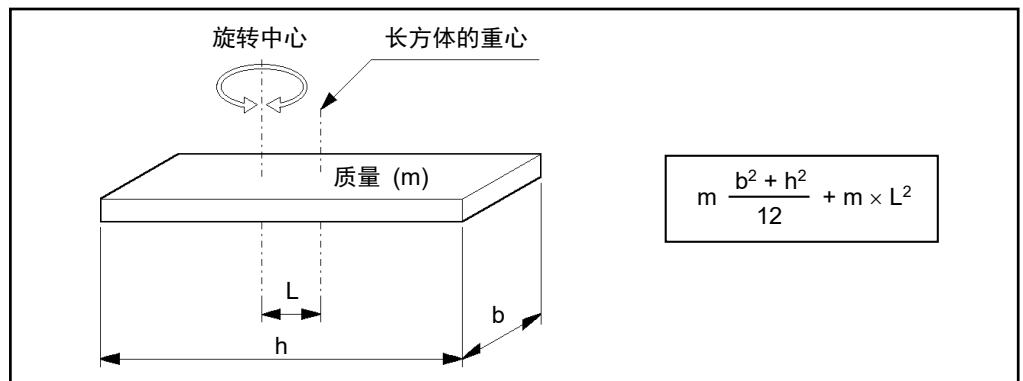 旋转中心
长方体的重心
质量 (m)
m (b² + h²)/12 + m × L²
L
b
h